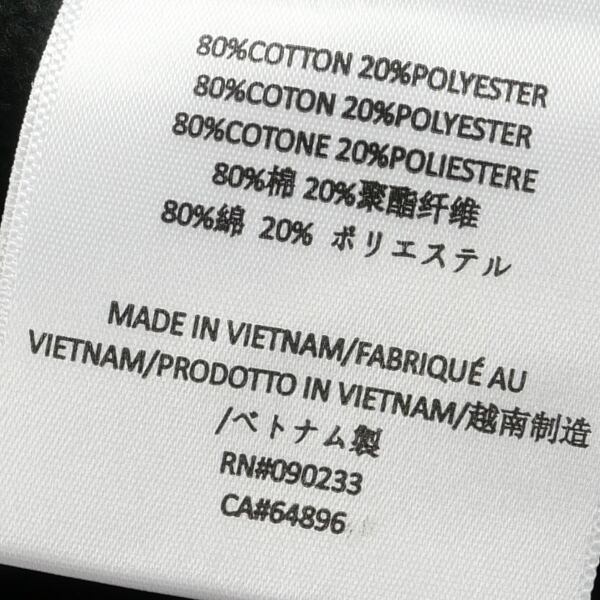 80%COTTON 20%POLYESTER
80%COTON 20%POLYESTER
80%COTONE 20%POLIESTERE
80%棉 20%聚酯纤维
80%綿 20% ポリエステル
MADE IN VIETNAM/FABRIQUÉ AU
VIETNAM/PRODOTTO IN VIETNAM/越南制造
/ベトナム製
RN#090233
CA#64896